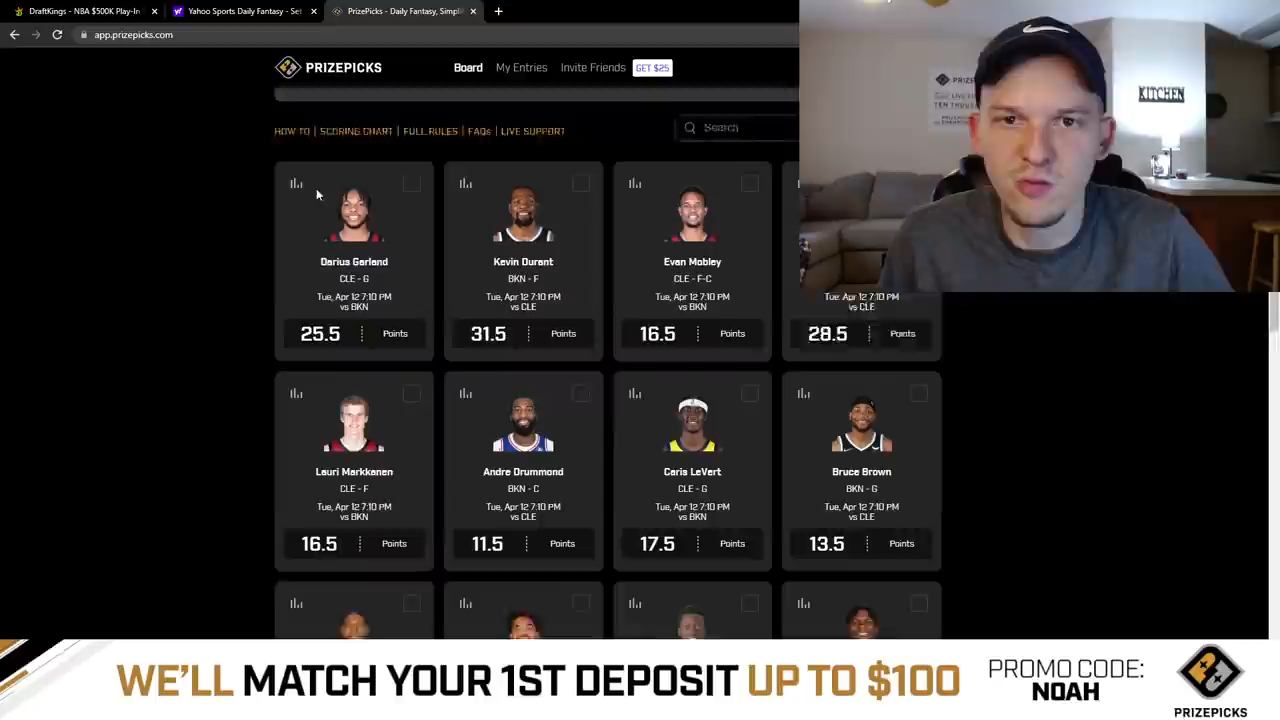 DraftKings - NBA $500K Play-In
Yahoo Sports Daily Fantasy - Set
PrizePicks - Daily Fantasy, Simpli
app.prizepicks.com
PRIZEPICKS
Board
My Entries
Invite Friends
GET $25
HOW TO | SCORING CHART | FULL RULES | FAQs | LIVE SUPPORT
Search
Darius Garland
CLE - G
Tue, Apr 12 7:10 PM
vs BKN
25.5 Points
Kevin Durant
BKN - F
Tue, Apr 12 7:10 PM
vs CLE
31.5 Points
Evan Mobley
CLE - F-C
Tue, Apr 12 7:10 PM
vs BKN
16.5 Points
Tue, Apr 12 7:10 PM
vs CLE
28.5 Points
Lauri Markkanen
CLE - F
Tue, Apr 12 7:10 PM
vs BKN
16.5 Points
Andre Drummond
BKN - C
Tue, Apr 12 7:10 PM
vs CLE
11.5 Points
Caris LeVert
CLE - G
Tue, Apr 12 7:10 PM
vs BKN
17.5 Points
Bruce Brown
BKN - G
Tue, Apr 12 7:10 PM
vs CLE
13.5 Points
KITCHEN
WE'LL MATCH YOUR 1ST DEPOSIT UP TO $100
PROMO CODE:
NOAH
PRIZEPICKS